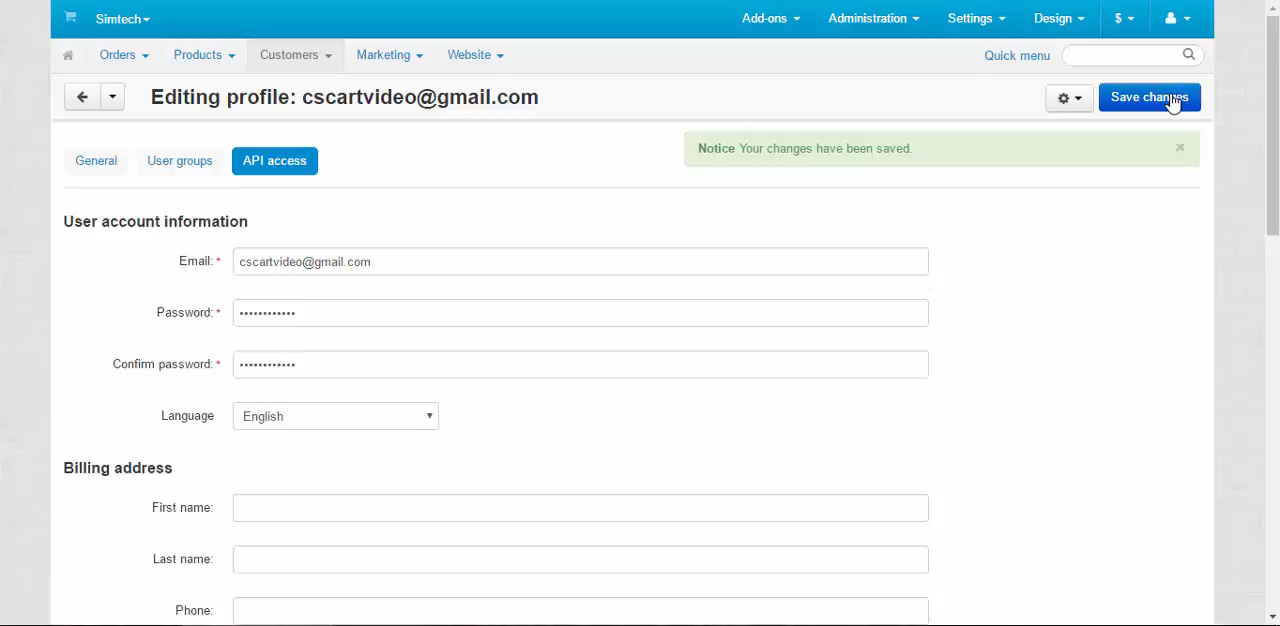 Simtech Add-ons Administration Settings Design $
Orders Products Customers Marketing Website Quick menu
Editing profile: cscartvideo@gmail.com Save changes
Notice Your changes have been saved. ×
General User groups API access
User account information
Email: * cscartvideo@gmail.com
Password: * ••••••••••••
Confirm password: * ••••••••••••
Language English
Billing address
First name:
Last name:
Phone: